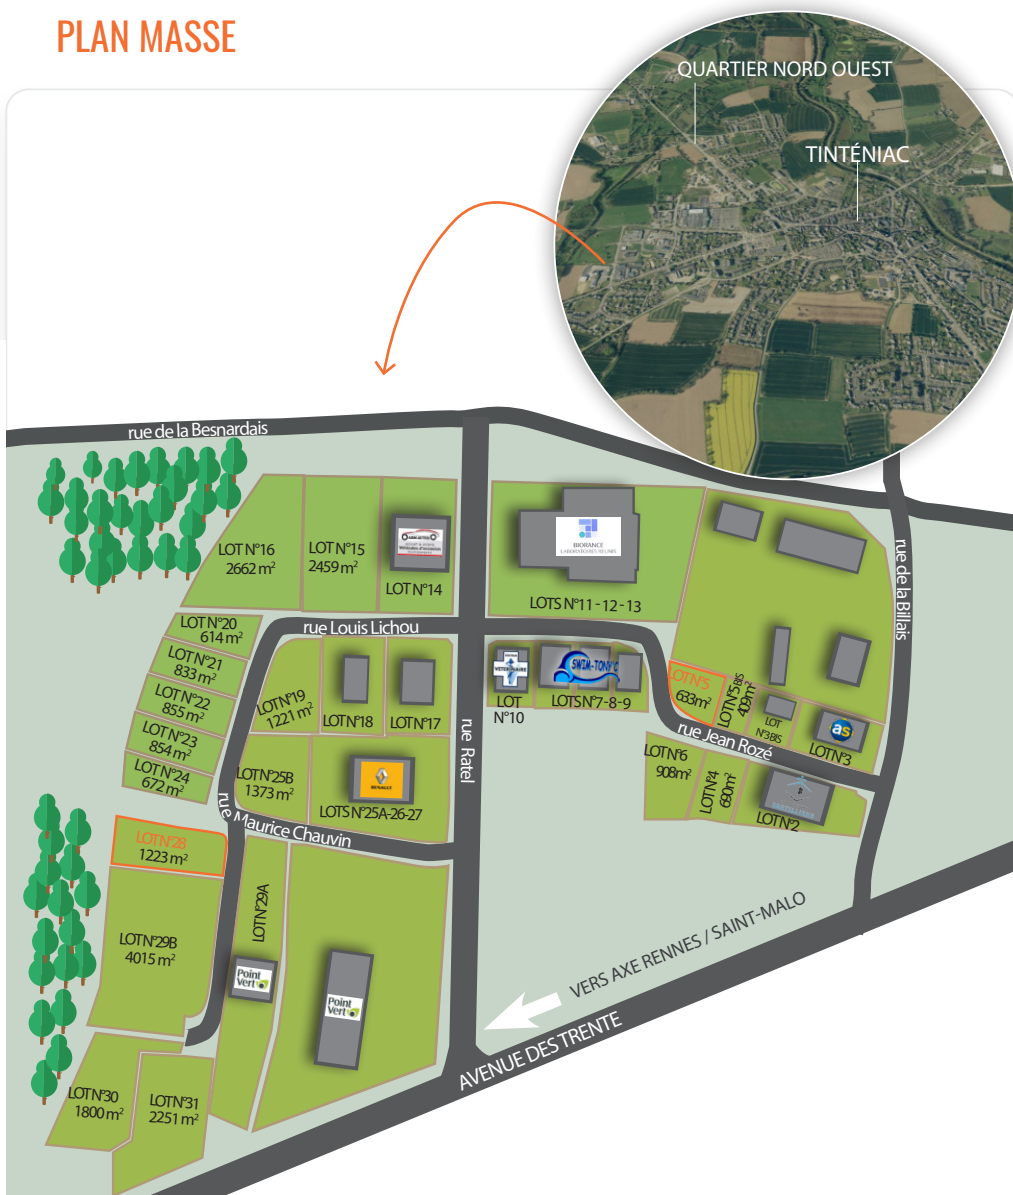 PLAN MASSE
QUARTIER NORD OUEST
TINTÉNIAC
rue de la Besnardais
LOT N°16
2662 m²
LOT N°15
2459 m²
LOT N°14
BIORANCE
LABORATOIRES RÉUNIS
LOTS N°11 - 12 - 13
rue de la Billais
LOT N°20
614 m²
rue Louis Lichou
LOT N°21
833 m²
LOT N°22
855 m²
LOT N°23
854 m²
LOT N°24
672 m²
LOT N°19
1221 m²
LOT N°18
LOT N°17
VETERINAIRE
LOT
N°10
SWIM-TONY'C
LOTS N°7-8-9
LOT N°5
633m²
LOT N°5 BIS
409m²
LOT
N°3 BIS
as
LOT N°3
rue Jean Rozé
rue Ratel
LOT N°6
908m²
LOT N°4
690m²
LOT N°2
LOT N°25B
1373 m²
RENAULT
LOTS N°25A-26-27
rue Maurice Chauvin
LOT N°28
1223 m²
LOT N°29A
LOT N°29B
4015 m²
Point
Vert
Point
Vert
VERS AXE RENNES / SAINT-MALO
AVENUE DES TRENTE
LOT N°30
1800 m²
LOT N°31
2251 m²